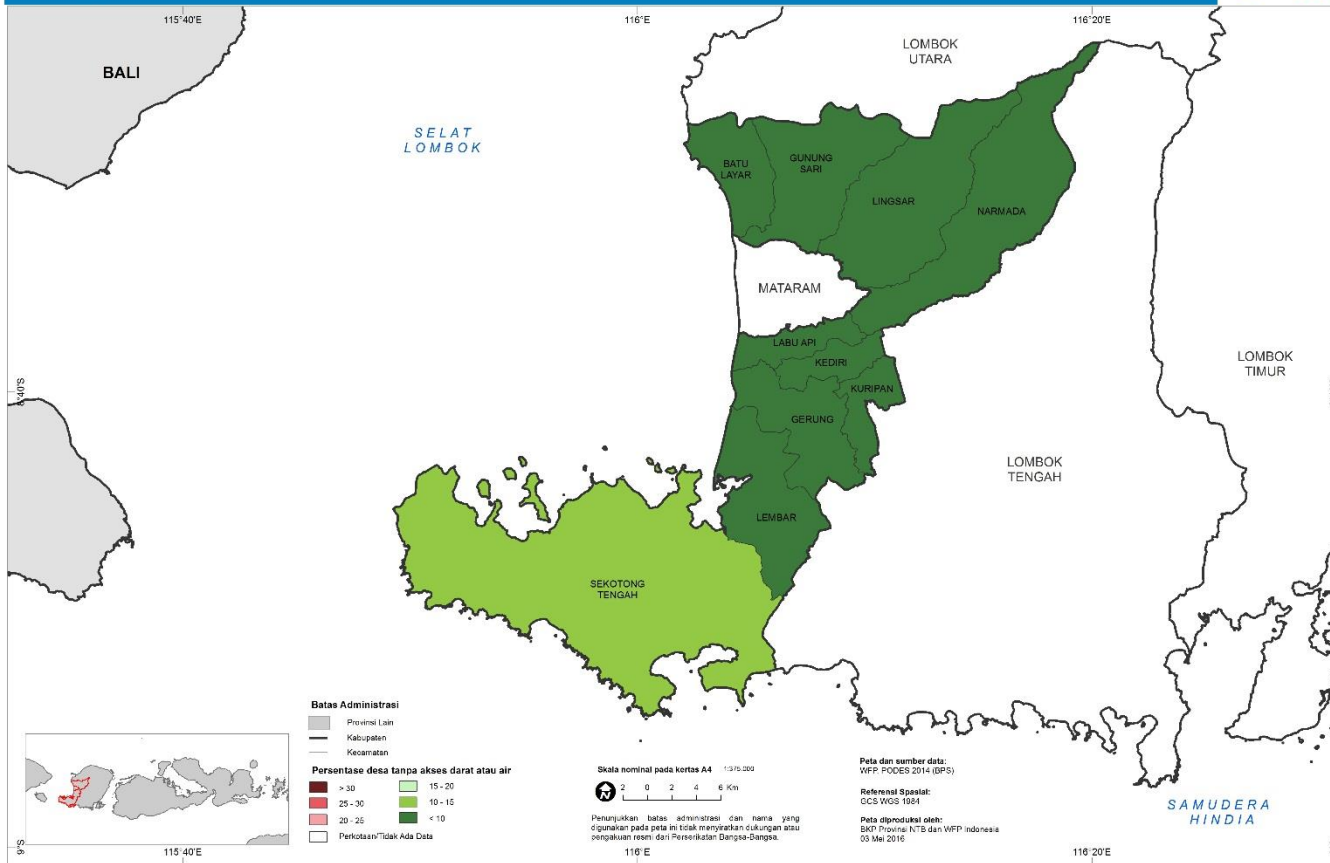 115°40'E
116°E
116°20'E
BALI
SELAT
LOMBOK
LOMBOK
UTARA
BATU
LAYAR
GUNUNG
SARI
LINGSAR
NARMADA
MATARAM
LABU API
KEDIRI
KURIPAN
GERUNG
LOMBOK
TIMUR
8°40'S
LOMBOK
TENGAH
LEMBAR
SEKOTONG
TENGAH
Batas Administrasi
Provinsi Lain
Kabupaten
Kecamatan
Persentase desa tanpa akses darat atau air
> 30
25 - 30
20 - 25
15 - 20
10 - 15
< 10
Perkotaan/Tidak Ada Data
Skala nominal pada kertas A4 1:375.000
2 0 2 4 6 Km
Penunjukkan batas administrasi dan nama yang
digunakan pada peta ini tidak menyiratkan dukungan atau
pengakuan resmi dari Perserikatan Bangsa-Bangsa.
Peta dan sumber data:
WFP, PODES 2014 (BPS)
Referensi Spasial:
GCS WGS 1984
Peta diproduksi oleh:
BKP Provinsi NTB dan WFP Indonesia
03 Mei 2016
SAMUDERA
HINDIA
9°S
115°40'E
116°E
116°20'E